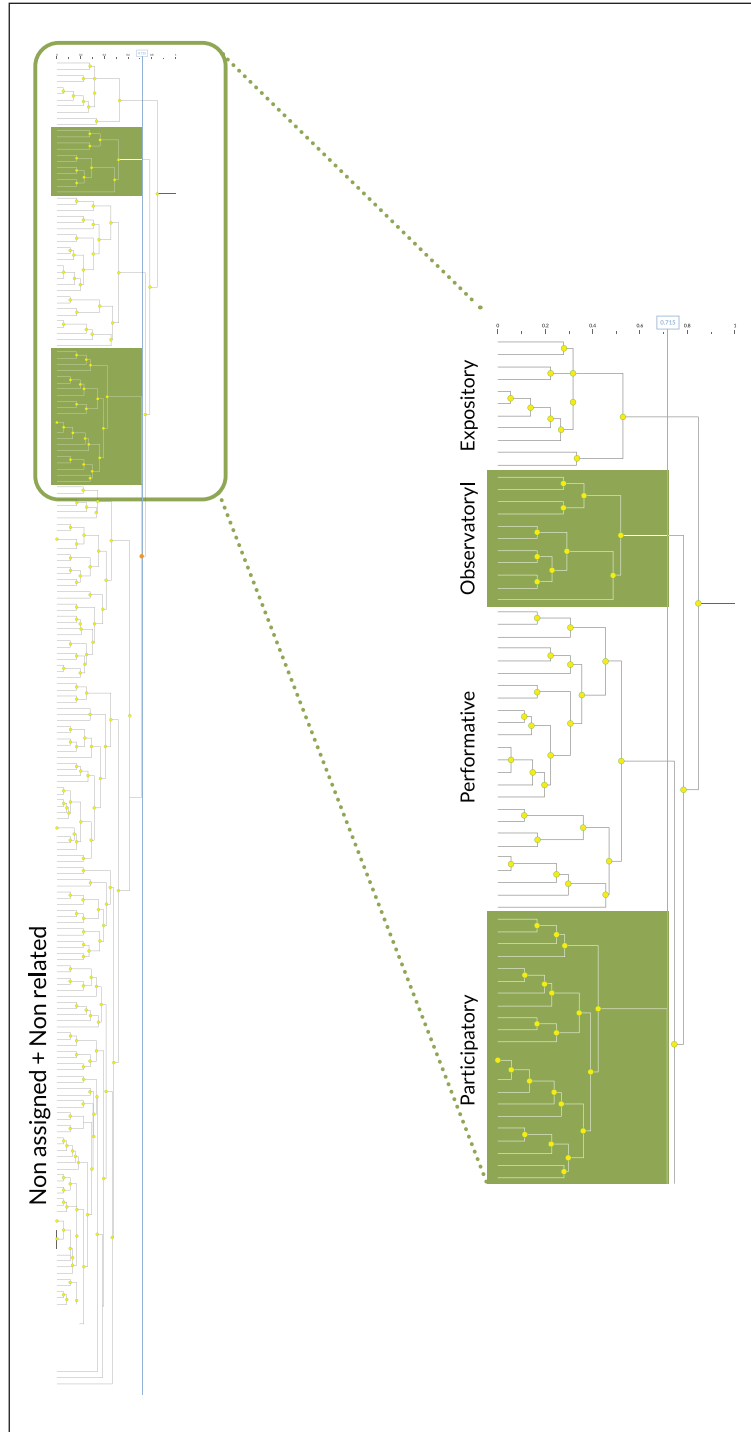 Non assigned + Non related
0.715
0 0.2 0.4 0.6 0.8 1
Expository
Observatoryl
Performative
Participatory